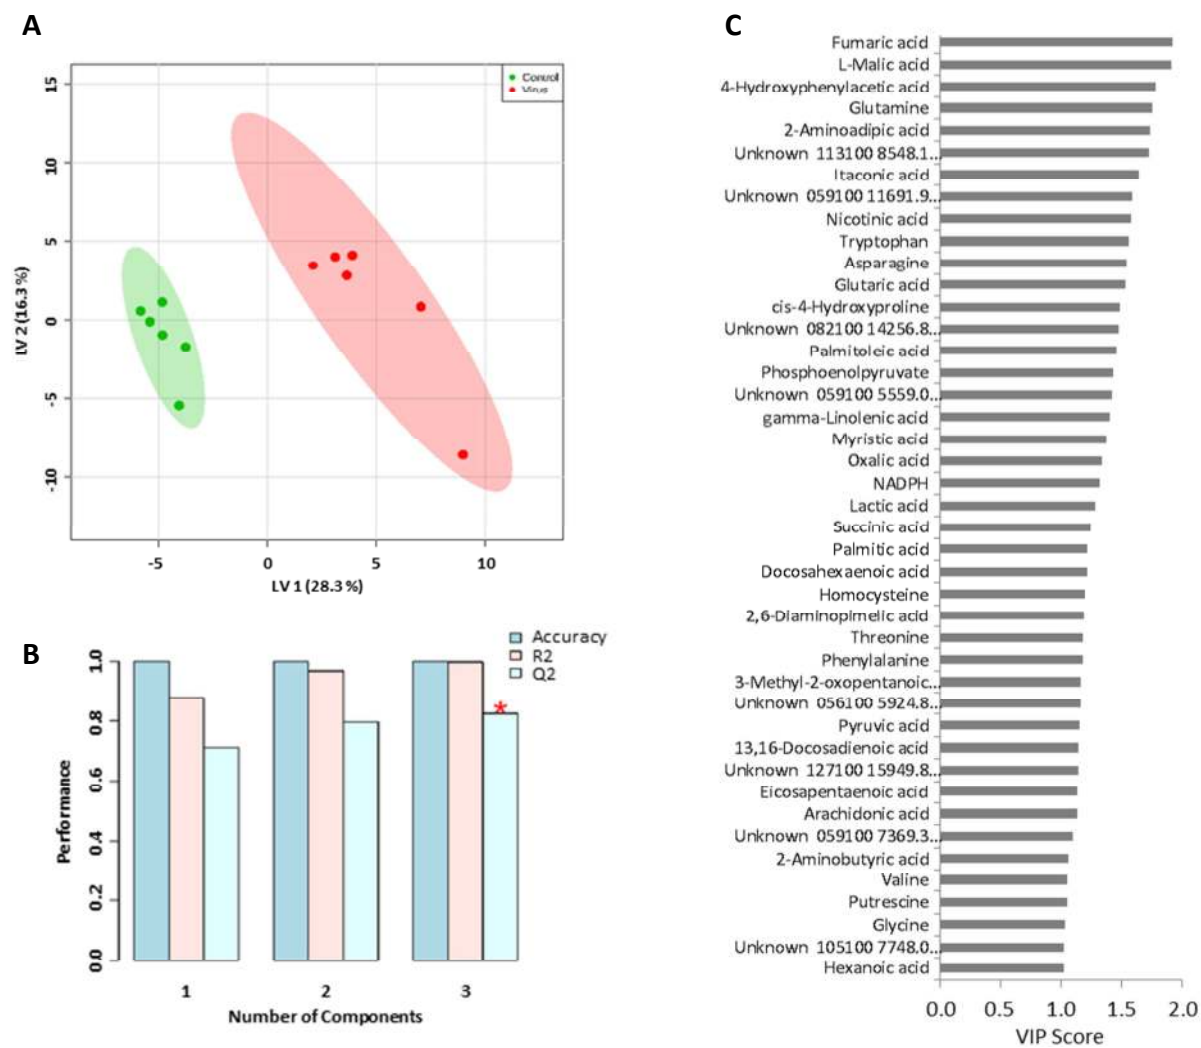 A
Control
Virus
15
10
5
0
-5
-10
LV 2 (16.3%)
-5
0
5
10
LV 1 (28.3%)
B
Accuracy
R2
Q2
1.0
0.8
0.6
0.4
0.2
0.0
Performance
*
1
2
3
Number of Components
C
Fumaric acid
L-Malic acid
4-Hydroxyphenylacetic acid
Glutamine
2-Aminoadipic acid
Unknown 113100 8548.1...
Itaconic acid
Unknown 059100 11691.9...
Nicotinic acid
Tryptophan
Asparagine
Glutaric acid
cis-4-Hydroxyproline
Unknown 082100 14256.8...
Palmitoleic acid
Phosphoenolpyruvate
Unknown 059100 5559.0...
gamma-Linolenic acid
Myristic acid
Oxalic acid
NADPH
Lactic acid
Succinic acid
Palmitic acid
Docosahexaenoic acid
Homocysteine
2,6-Diaminopimelic acid
Threonine
Phenylalanine
3-Methyl-2-oxopentanoic...
Unknown 056100 5924.8...
Pyruvic acid
13,16-Docosadienoic acid
Unknown 127100 15949.8...
Eicosapentaenoic acid
Arachidonic acid
Unknown 059100 7369.3...
2-Aminobutyric acid
Valine
Putrescine
Glycine
Unknown 105100 7748.0...
Hexanoic acid
0.0 0.5 1.0 1.5 2.0
VIP Score